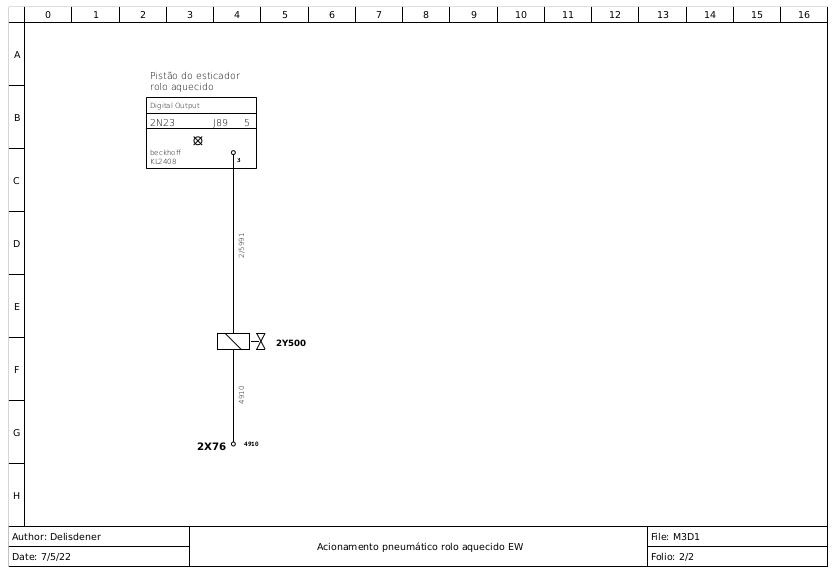 0 1 2 3 4 5 6 7 8 9 10 11 12 13 14 15 16
A
Pistão do esticador
rolo aquecido
Digital Output
B
2N23 J89 5
beckhoff
KL2408
3
C
D
2/5991
E
2Y500
F
4910
G
2X76 4910
H
Author: Delisdener
Date: 7/5/22
Acionamento pneumático rolo aquecido EW
File: M3D1
Folio: 2/2